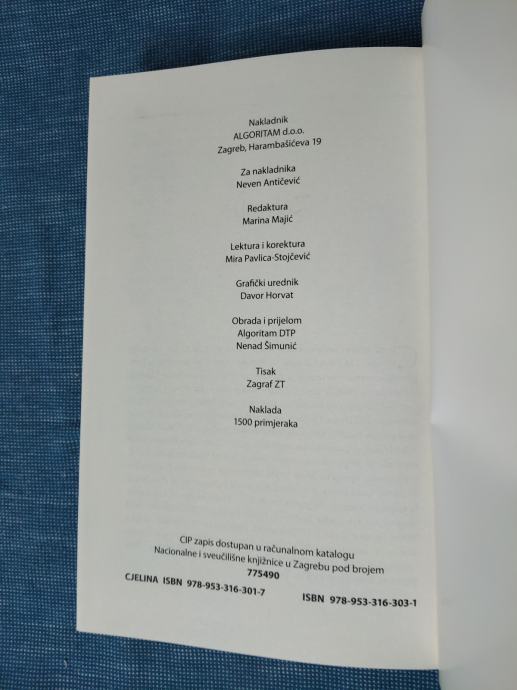 Nakladnik
ALGORITAM d.o.o.
Zagreb, Harambašićeva 19
Za nakladnika
Neven Antičević
Redaktura
Marina Majić
Lektura i korektura
Mira Pavlica-Stojčević
Grafički urednik
Davor Horvat
Obrada i prijelom
Algoritam DTP
Nenad Šimunić
Tisak
Zagraf ZT
Naklada
1500 primjeraka
CIP zapis dostupan u računalnom katalogu
Nacionalne i sveučilišne knjižnice u Zagrebu pod brojem
775490
CJELINA ISBN 978-953-316-301-7
ISBN 978-953-316-303-1